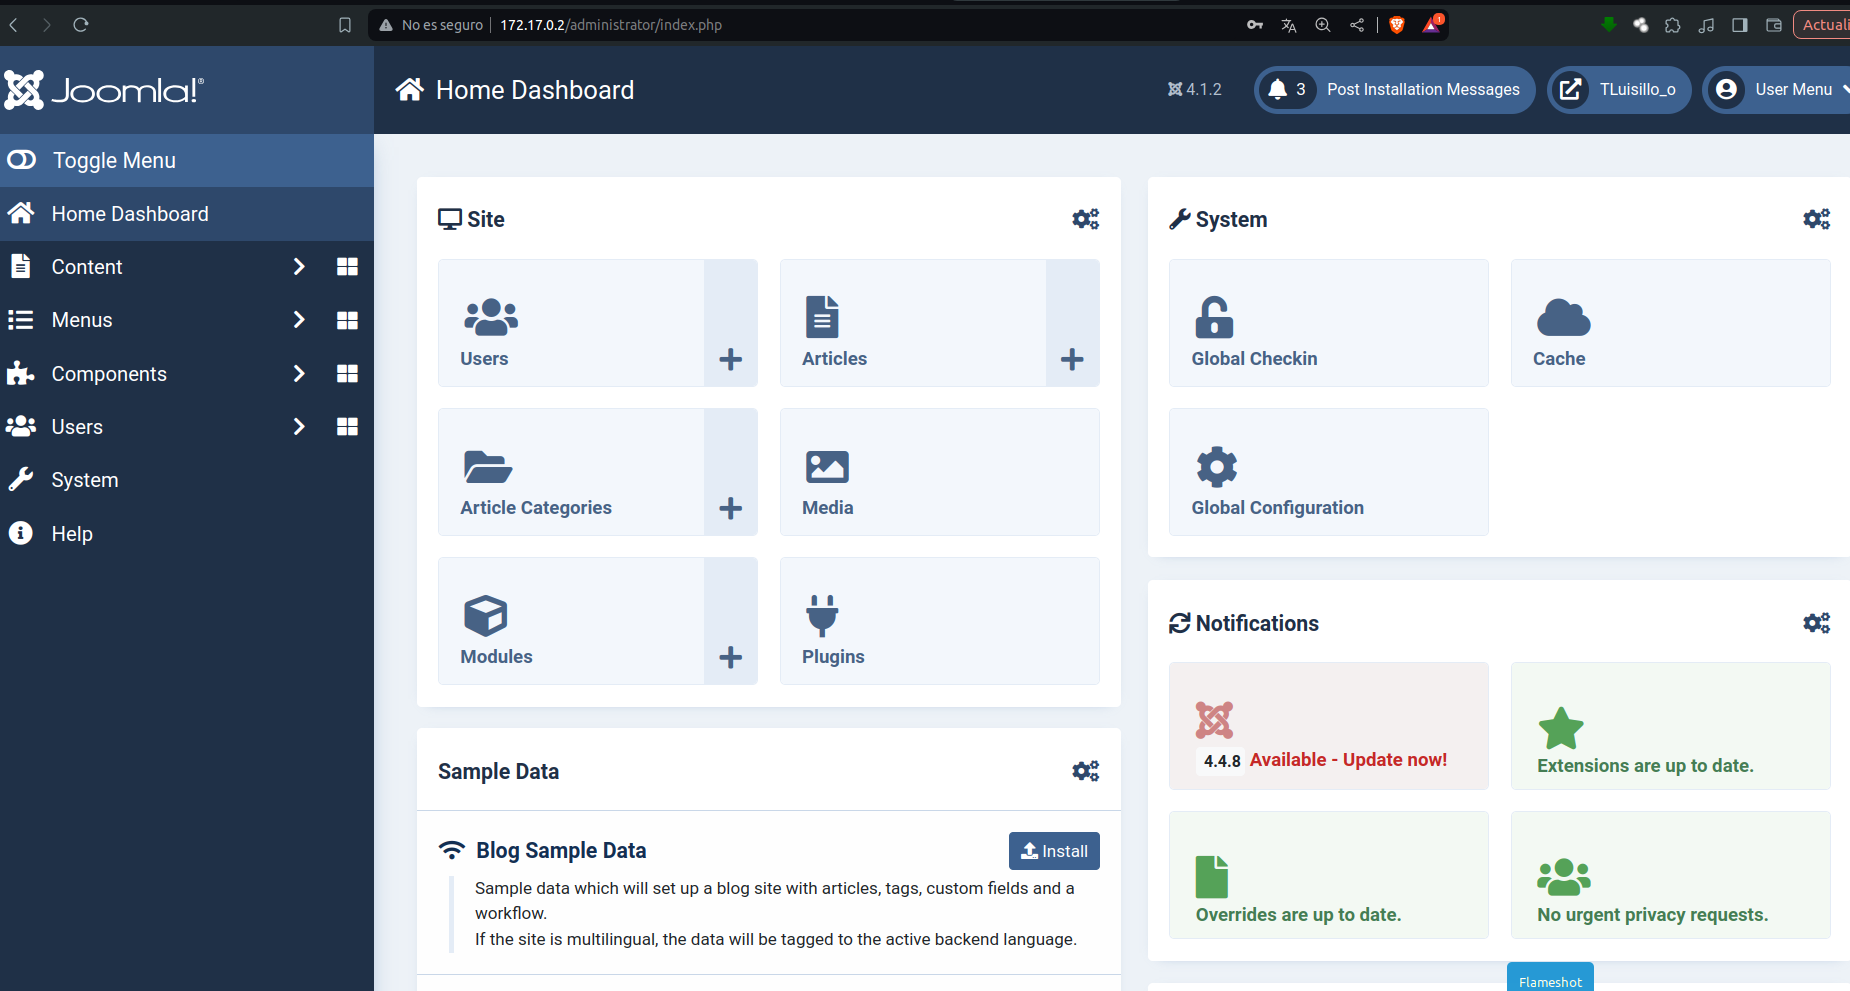 No es seguro 172.17.0.2/administrator/index.php
1
Actuali
Joomla!®
Home Dashboard
4.1.2
3 Post Installation Messages
TLuisillo_o
User Menu
Toggle Menu
Home Dashboard
Content
Menus
Components
Users
System
Help
Site
Users
Articles
Article Categories
Media
Modules
Plugins
Sample Data
Blog Sample Data
Install
Sample data which will set up a blog site with articles, tags, custom fields and a
workflow.
If the site is multilingual, the data will be tagged to the active backend language.
System
Global Checkin
Cache
Global Configuration
Notifications
4.4.8 Available - Update now!
Extensions are up to date.
Overrides are up to date.
No urgent privacy requests.
Flameshot